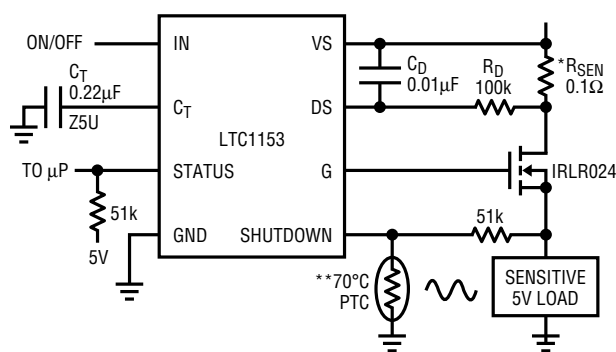 ON/OFF
IN
VS
C_T
0.22µF
Z5U
C_T
C_D
0.01µF
R_D
100k
*R_SEN
0.1Ω
DS
LTC1153
TO µP
STATUS
G
IRLR024
51k
5V
GND
SHUTDOWN
51k
**70°C
PTC
SENSITIVE
5V LOAD